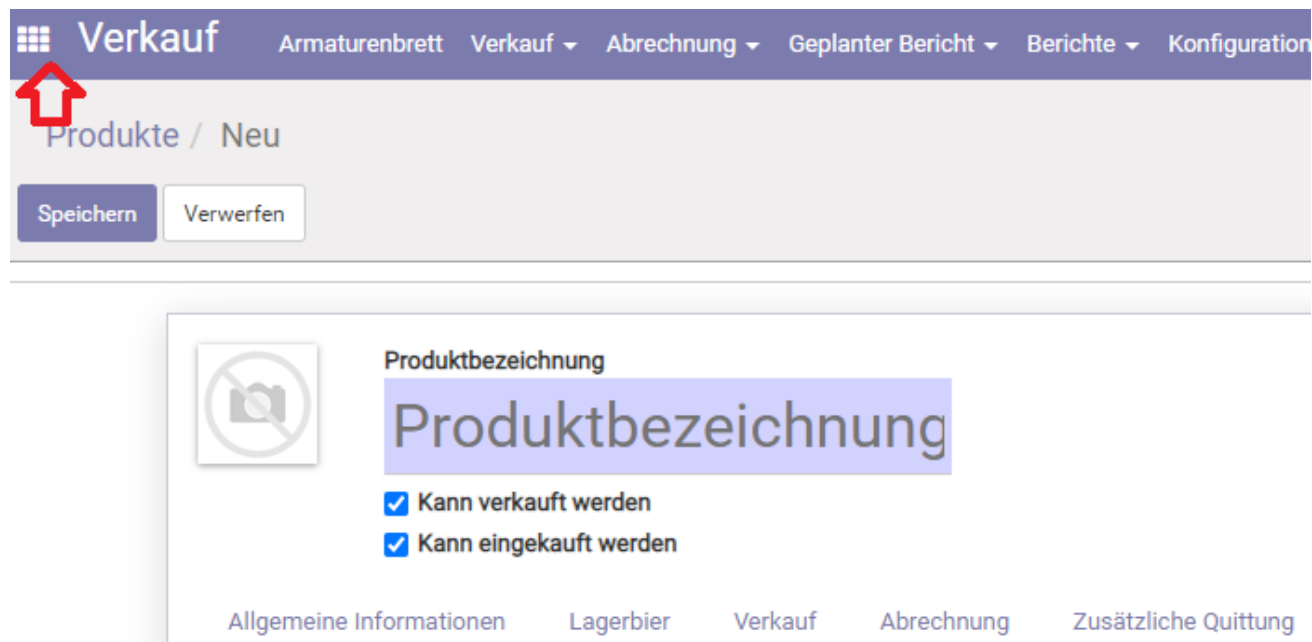 Verkauf Armaturenbrett Verkauf Abrechnung Geplanter Bericht Berichte Konfiguration
Produkte / Neu
Speichern Verwerfen
Produktbezeichnung
Produktbezeichnung
Kann verkauft werden
Kann eingekauft werden
Allgemeine Informationen Lagerbier Verkauf Abrechnung Zusätzliche Quittung